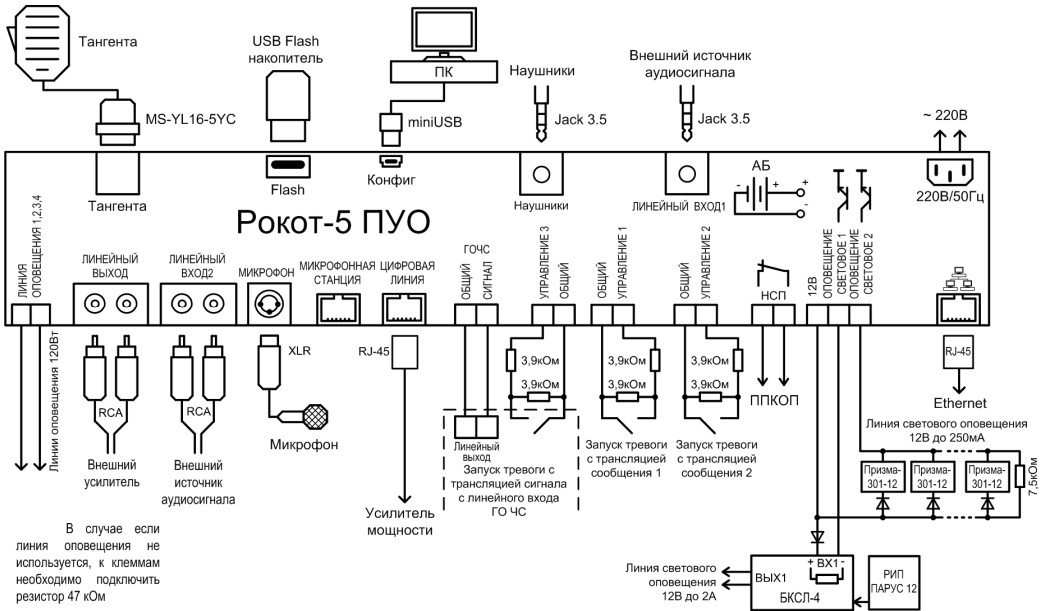 Тангента
USB Flash
накопитель
ПК
Наушники
Внешний источник
аудиосигнала
MS-YL16-5YC
miniUSB
Jack 3.5
Jack 3.5
~ 220В
Тангента
Flash
Конфиг
Наушники
ЛИНЕЙНЫЙ ВХОД1
АБ
- + +
-
220В/50Гц
Рокот-5 ПУО
ЛИНИЯ
ОПОВЕЩЕНИЯ 1,2,3,4
ЛИНЕЙНЫЙ
ВЫХОД
ЛИНЕЙНЫЙ
ВХОД2
МИКРОФОН
МИКРОФОННАЯ
СТАНЦИЯ
ЦИФРОВАЯ
ЛИНИЯ
ГОЧС
ОБЩИЙ
СИГНАЛ
УПРАВЛЕНИЕ 3
ОБЩИЙ
ОБЩИЙ
УПРАВЛЕНИЕ 1
ОБЩИЙ
УПРАВЛЕНИЕ 2
НСП
12В
ОПОВЕЩЕНИЕ
СВЕТОВОЕ 1
ОПОВЕЩЕНИЕ
СВЕТОВОЕ 2
Линии оповещения 120Вт
RCA
RCA
XLR
RJ-45
3,9кОм
3,9кОм
3,9кОм
3,9кОм
3,9кОм
3,9кОм
ППКОП
RJ-45
Ethernet
Внешний
усилитель
Внешний
источник
аудиосигнала
Микрофон
Усилитель
мощности
Линейный
выход
Запуск тревоги с
трансляцией сигнала
с линейного входа
ГО ЧС
Запуск тревоги
с трансляцией
сообщения 1
Запуск тревоги
с трансляцией
сообщения 2
Линия светового оповещения
12В до 250мА
Призма-
301-12
Призма-
301-12
Призма-
301-12
7,5кОм
В случае если
линия оповещения не
используется, к клеммам
необходимо подключить
резистор 47 кОм
Линия светового
оповещения
12В до 2А
ВЫХ1
+ ВХ1 -
БКСЛ-4
РИП
ПАРУС 12